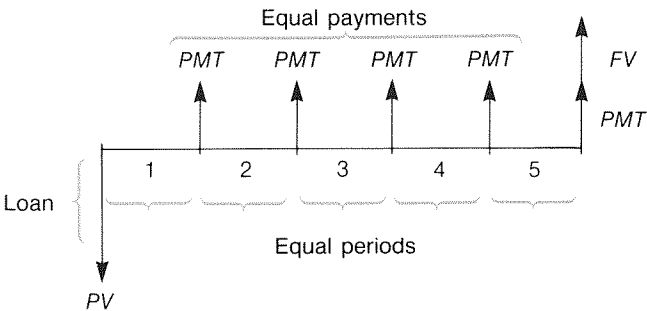 Equal payments
PMT PMT PMT PMT FV
PMT
1 2 3 4 5
Loan
Equal periods
PV